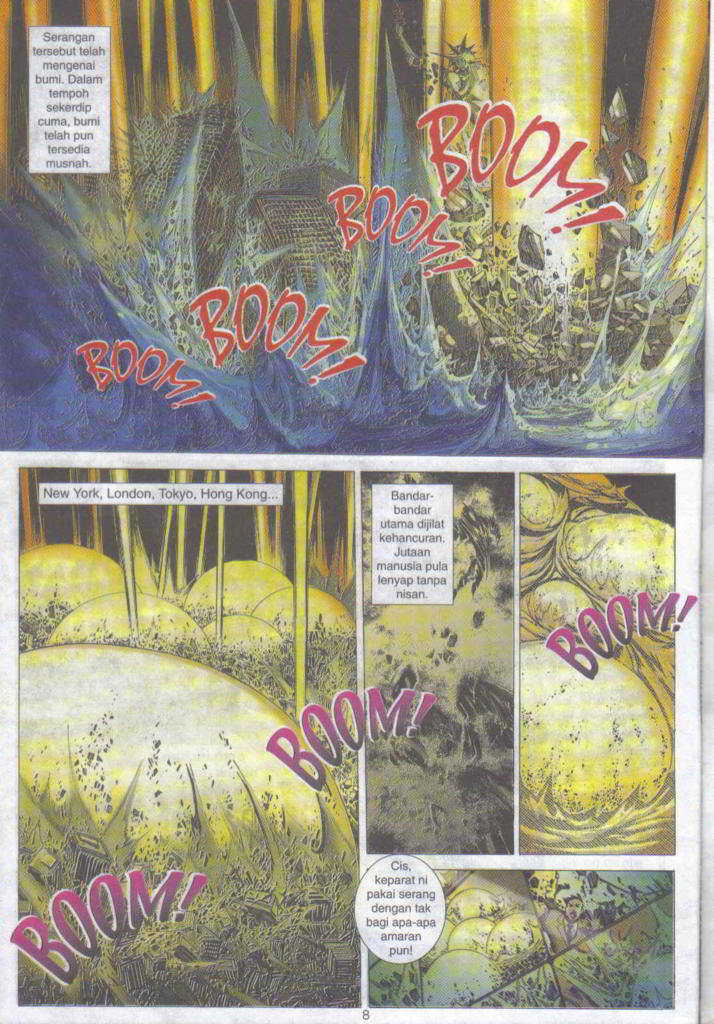 Serangan
tersebut telah
mengenai
bumi. Dalam
tempoh
sekerdip
cuma, bumi
telah pun
tersedia
musnah.
BOOM!
BOOM!
BOOM!
BOOM!
New York, London, Tokyo, Hong Kong...
Bandar-
bandar
utama dijilat
kehancuran.
Jutaan
manusia pula
lenyap tanpa
nisan.
BOOM!
BOOM!
BOOM!
Cis,
keparat ni
pakai serang
dengan tak
bagi apa-apa
amaran
pun!
8